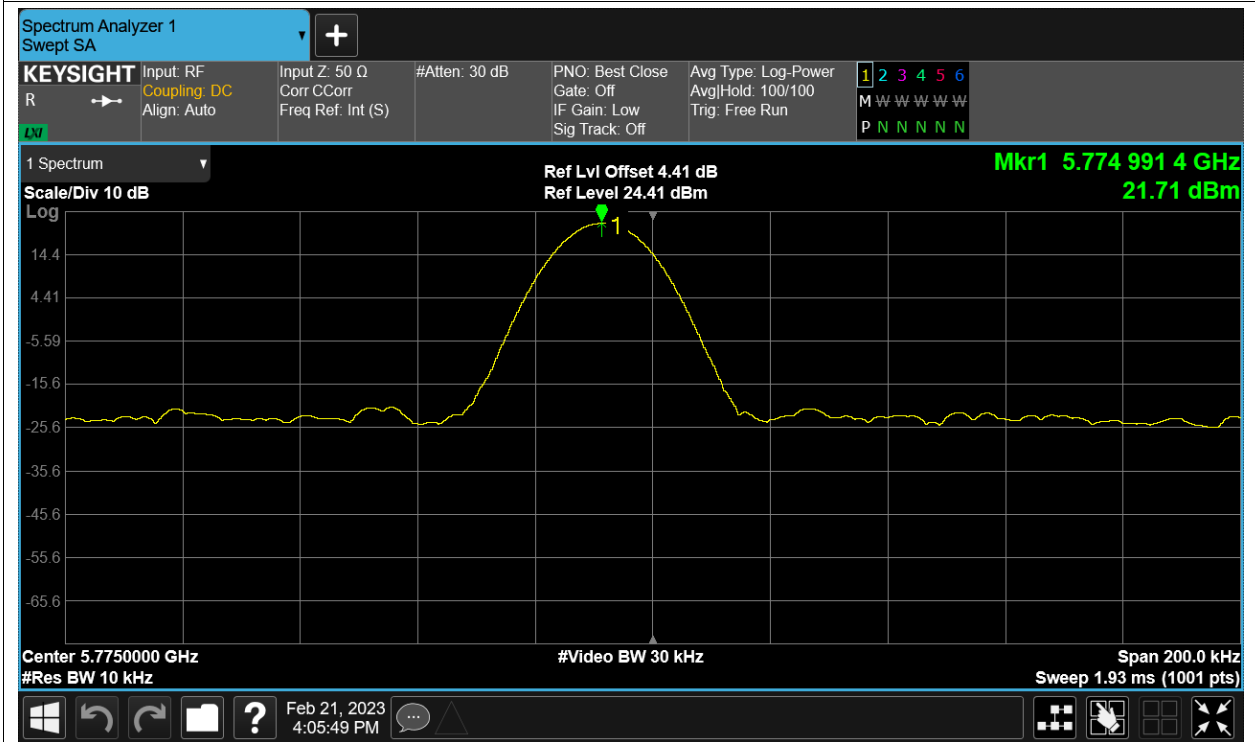 Spectrum Analyzer 1
Swept SA
+
KEYSIGHT
R
LXI
Input: RF
Coupling: DC
Align: Auto
Input Z: 50 Ω
Corr CCorr
Freq Ref: Int (S)
#Atten: 30 dB
PNO: Best Close
Gate: Off
IF Gain: Low
Sig Track: Off
Avg Type: Log-Power
Avg|Hold: 100/100
Trig: Free Run
1 2 3 4 5 6
M W W W W W
P N N N N N
1 Spectrum
Scale/Div 10 dB
Log
Ref Lvl Offset 4.41 dB
Ref Level 24.41 dBm
Mkr1 5.774 991 4 GHz
21.71 dBm
1
14.4
4.41
-5.59
-15.6
-25.6
-35.6
-45.6
-55.6
-65.6
Center 5.7750000 GHz
#Res BW 10 kHz
#Video BW 30 kHz
Span 200.0 kHz
Sweep 1.93 ms (1001 pts)
?
Feb 21, 2023
4:05:49 PM